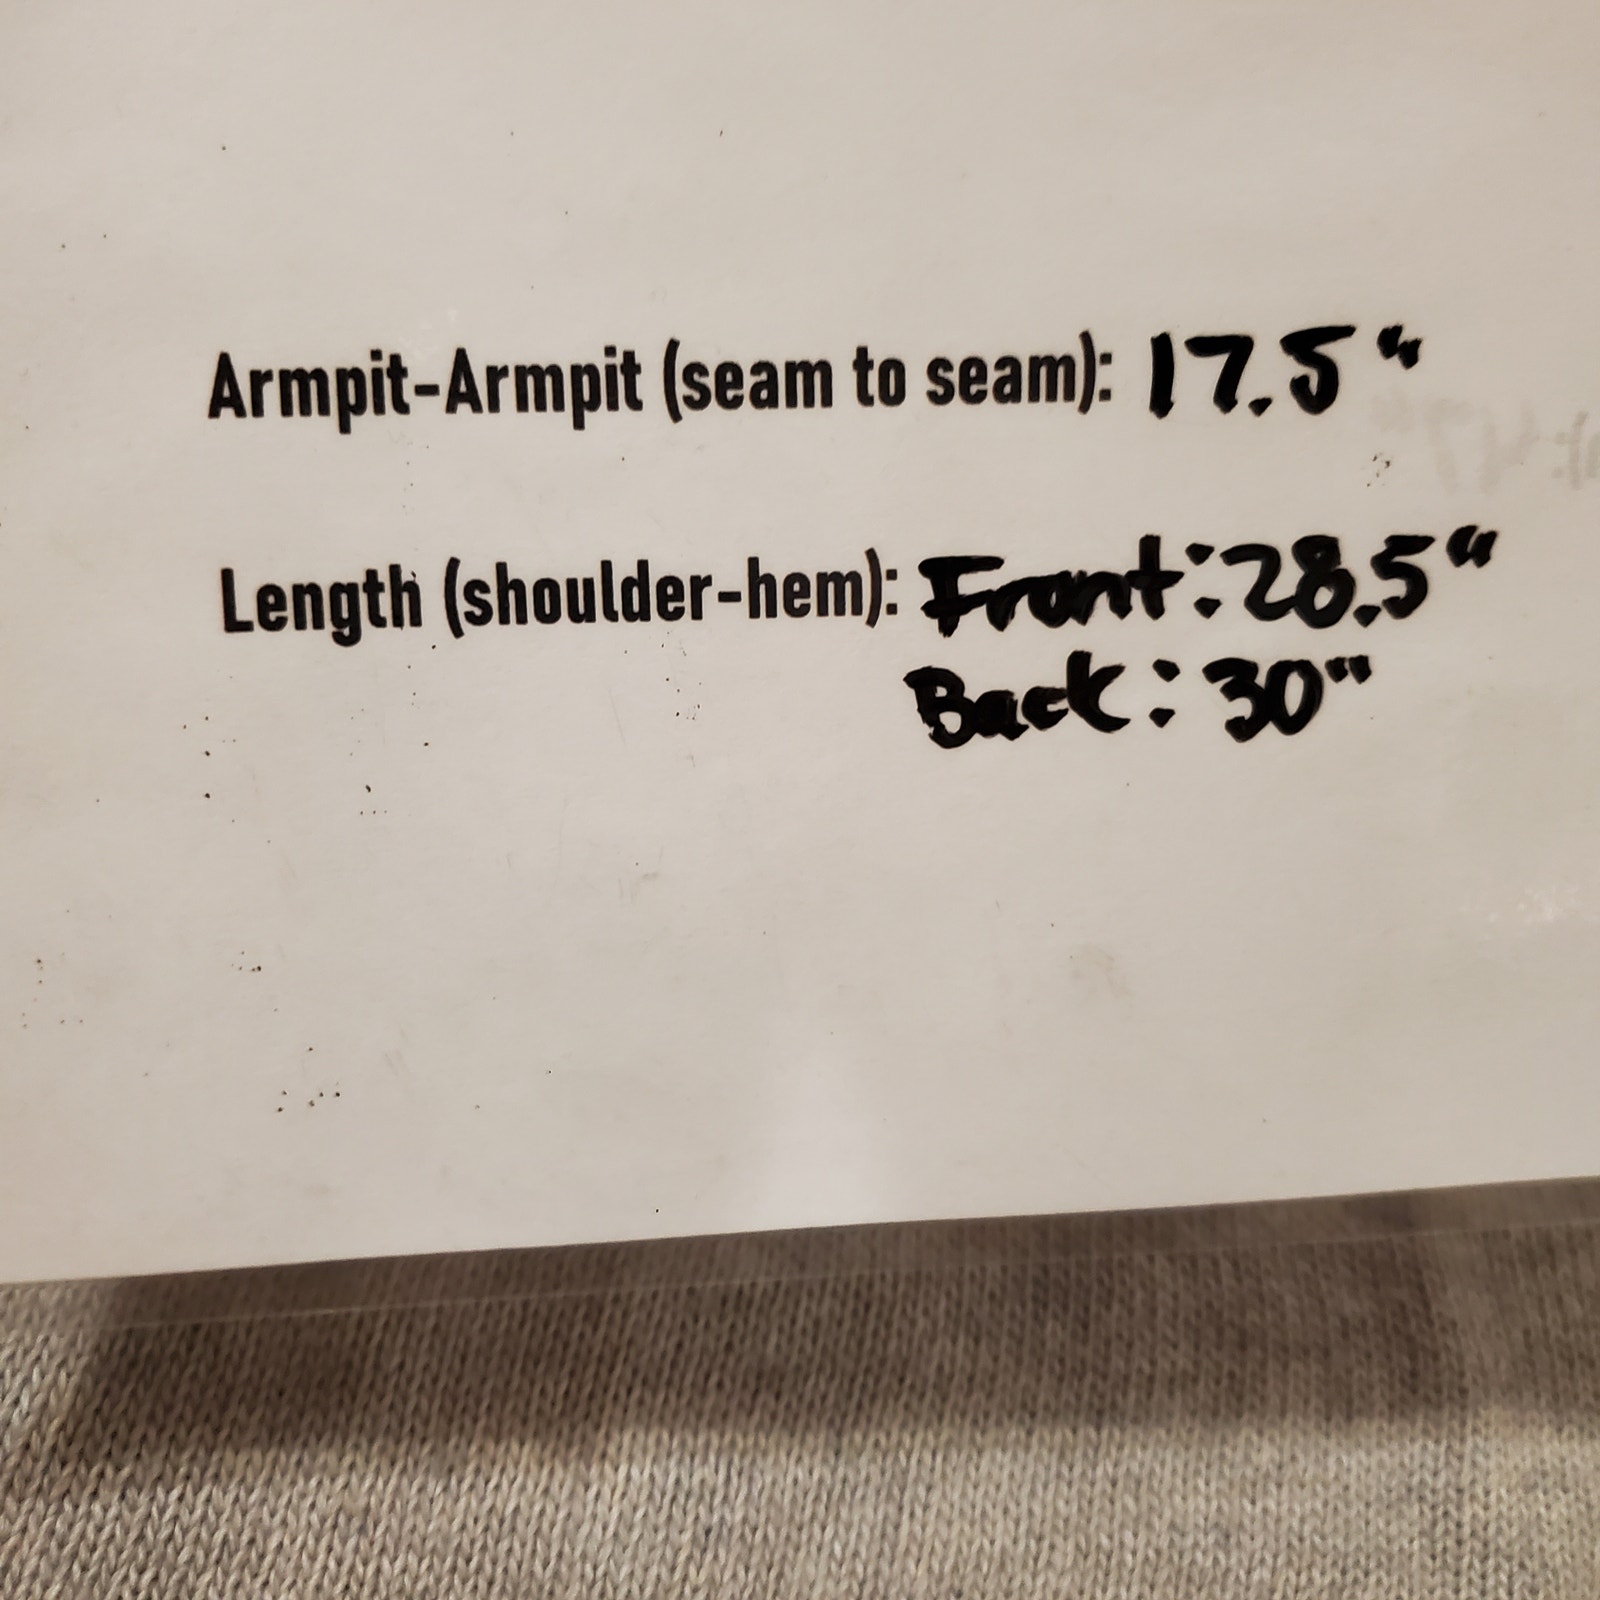 Armpit-Armpit (seam to seam): 17.5"
Length (shoulder-hem): Front: 28.5"
Back: 30"